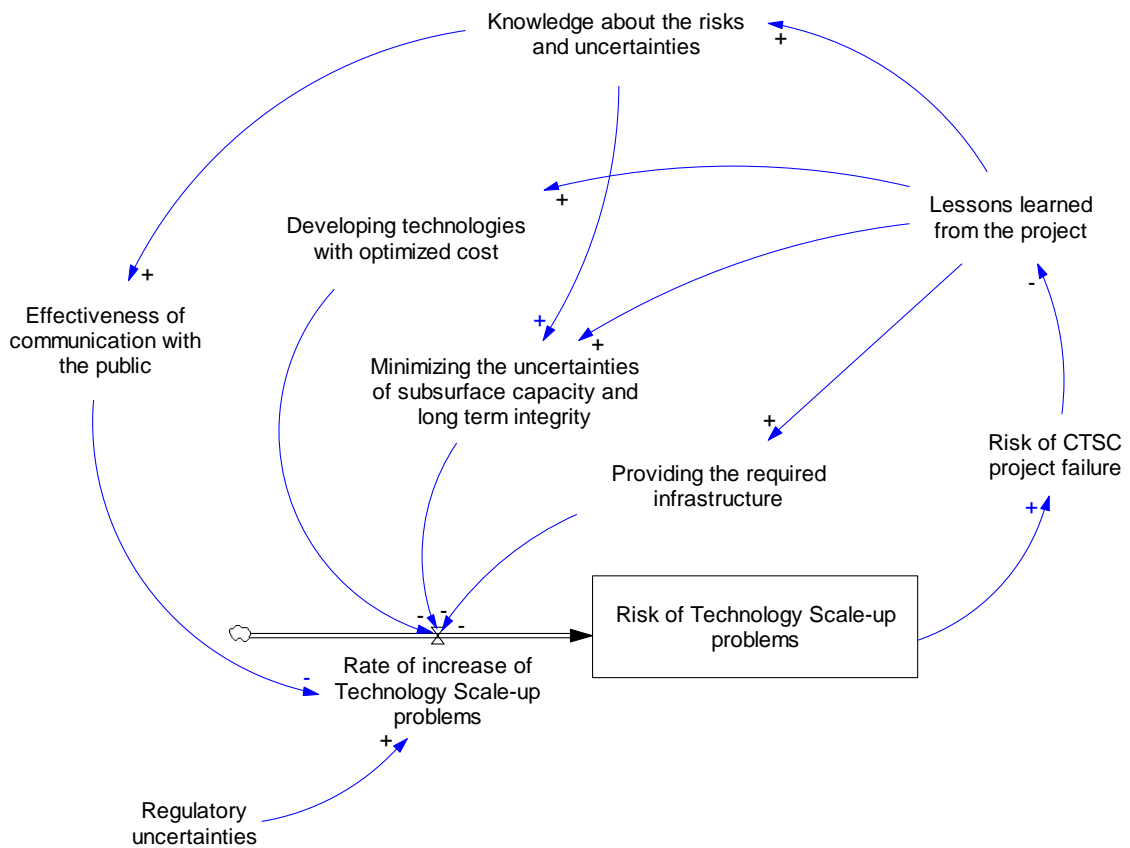 Knowledge about the risks
and uncertainties
+
+
Developing technologies
with optimized cost
Lessons learned
from the project
+
-
Effectiveness of
communication with
the public
+
+
Minimizing the uncertainties
of subsurface capacity and
long term integrity
+
Providing the required
infrastructure
Risk of CTSC
project failure
+
-
-
-
Risk of Technology Scale-up
problems
Rate of increase of
Technology Scale-up
problems
-
+
Regulatory
uncertainties